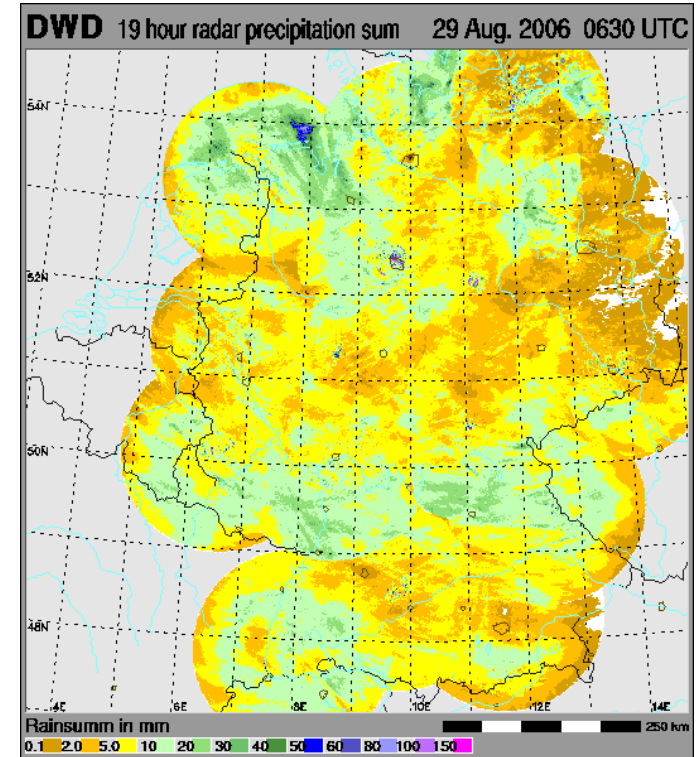 DWD 19 hour radar precipitation sum 29 Aug. 2006 0630 UTC
54N
52N
50N
48N
4E 6E 8E 10E 12E 14E
Rainsumm in mm 250 km
0.1 2.0 5.0 10 20 30 40 50 60 80 100 150